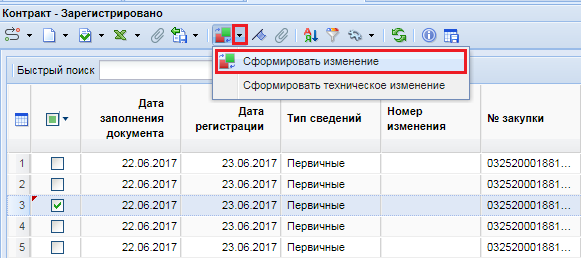 Контракт - Зарегистрировано
Быстрый поиск
Сформировать изменение
Сформировать техническое изменение
Дата заполнения документа
Дата регистрации
Тип сведений
Номер изменения
№ закупки
1 22.06.2017 23.06.2017 Первичные 032520001881...
2 22.06.2017 23.06.2017 Первичные 032520001881...
3 22.06.2017 23.06.2017 Первичные 032520001881...
4 22.06.2017 23.06.2017 Первичные 032520001881...
5 22.06.2017 23.06.2017 Первичные 032520001881...